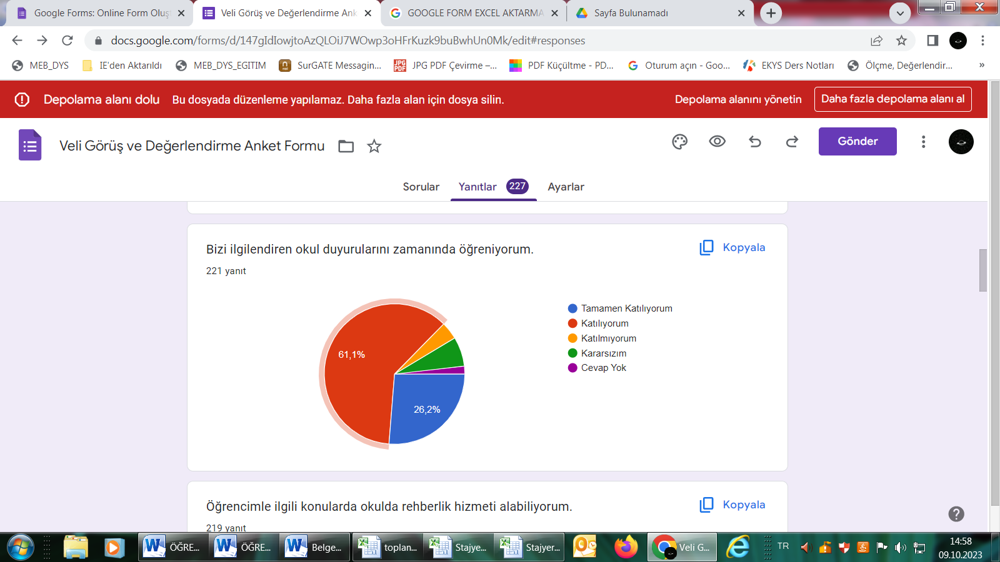 Google Forms: Online Form Oluşt
Veli Görüş ve Değerlendirme Ank
GOOGLE FORM EXCEL AKTARMA
Sayfa Bulunamadı
docs.google.com/forms/d/147gIdIowjtoAzQLOiJ7WOwp3oHFrKuzk9buBwhUn0Mk/edit#responses
MEB_DYS
IE'den Aktarıldı
MEB_DYS_EGITIM
SurGATE Messagin...
JPG PDF Çevirme –...
PDF Küçültme - PD...
Oturum açın - Goo...
EKYS Ders Notları
Ölçme, Değerlendir...
»
Depolama alanı dolu
Bu dosyada düzenleme yapılamaz. Daha fazla alan için dosya silin.
Depolama alanını yönetin
Daha fazla depolama alanı al
Veli Görüş ve Değerlendirme Anket Formu
Gönder
Sorular
Yanıtlar 227
Ayarlar
Bizi ilgilendiren okul duyurularını zamanında öğreniyorum.
Kopyala
221 yanıt
Tamamen Katılıyorum
Katılıyorum
Katılmıyorum
Kararsızım
Cevap Yok
61,1%
26,2%
Öğrencimle ilgili konularda okulda rehberlik hizmeti alabiliyorum.
Kopyala
219 yanıt
ÖĞRE...
ÖĞRE...
Belge...
toplan...
Stajye...
Stajyer...
Veli G...
TR
14:58
09.10.2023